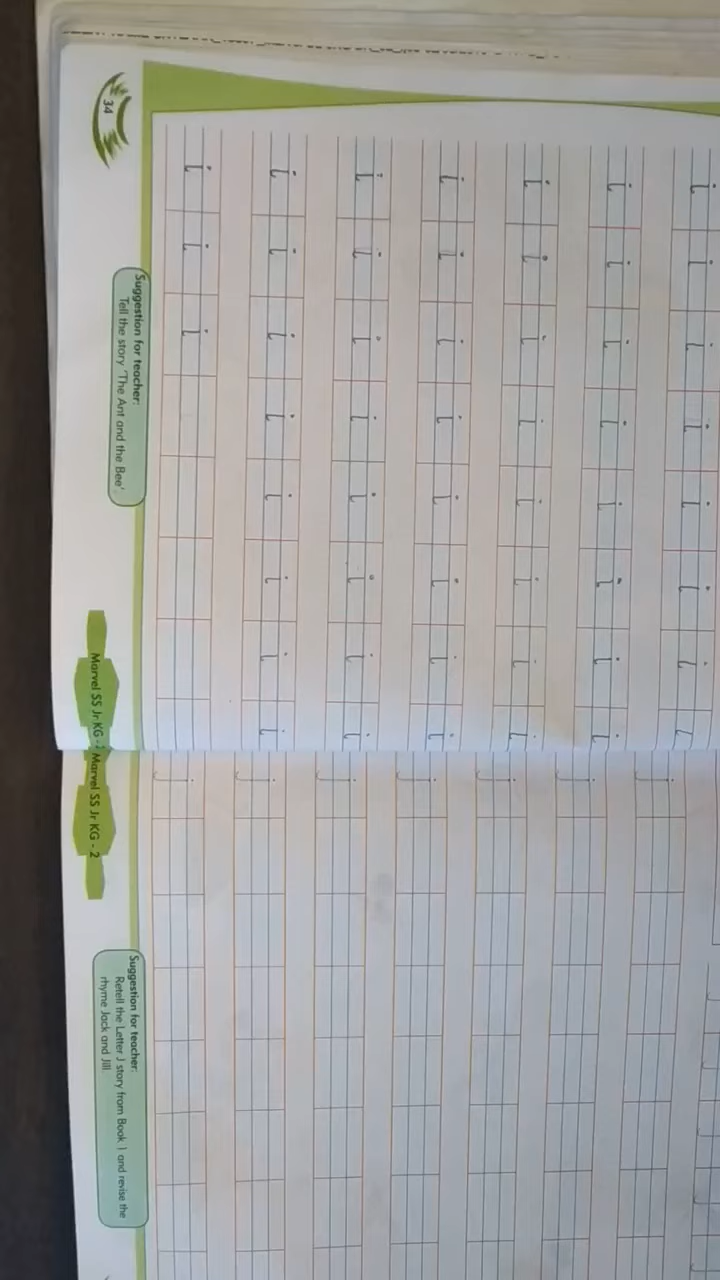 i i i i i i i i
i i i i i i i i
i i i i i i i i
i i i i i i i i
i i i i i i i i
i i i i i i i i
i i i
34
Suggestion for teacher:
Tell the story 'The Ant and the Bee'.
Marvel SS Jr KG - 2
j
j
j
j
j
j
j
Marvel SS Jr KG - 2
Suggestion for teacher:
Retell the Letter J story from Book 1 and revise the
rhyme Jack and Jill.